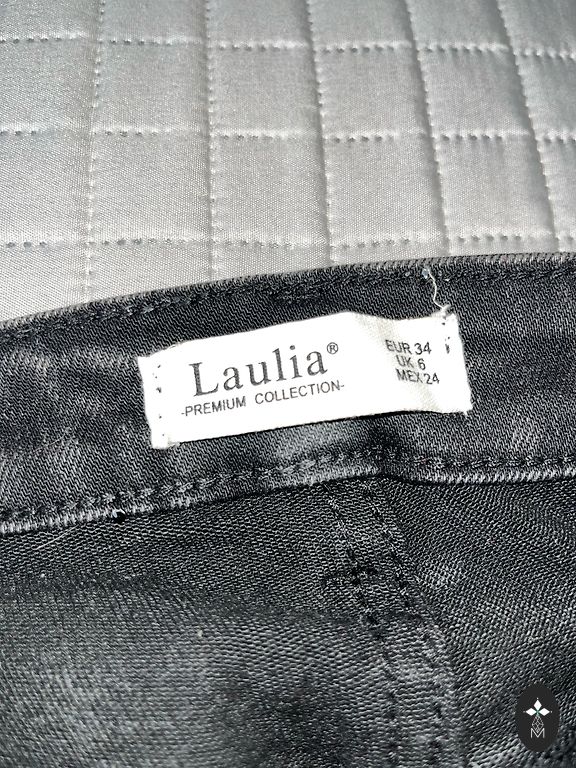 Laulia®
-PREMIUM COLLECTION-
EUR 34
UK 6
MEX 24
M